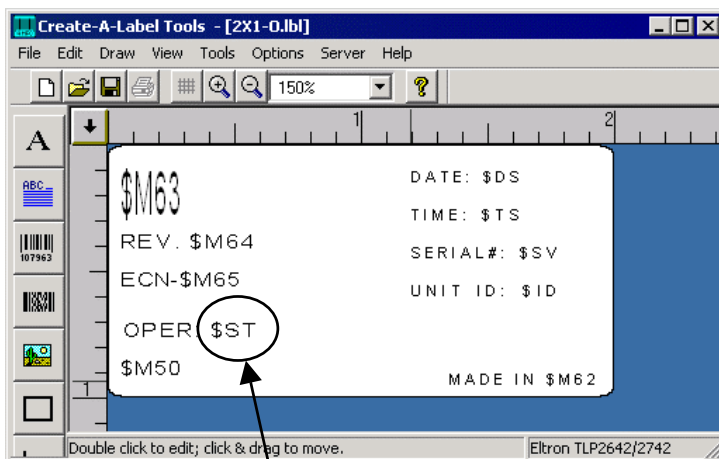 Create-A-Label Tools - [2X1-O.lbl]
File Edit Draw View Tools Options Server Help
150%
1 2
A
ABC
107963
1
$M63
REV. $M64
ECN-$M65
OPER. $ST
$M50
DATE: $DS
TIME: $TS
SERIAL#: $SV
UNIT ID: $ID
MADE IN $M62
Double click to edit; click & drag to move.
Eltron TLP2642/2742